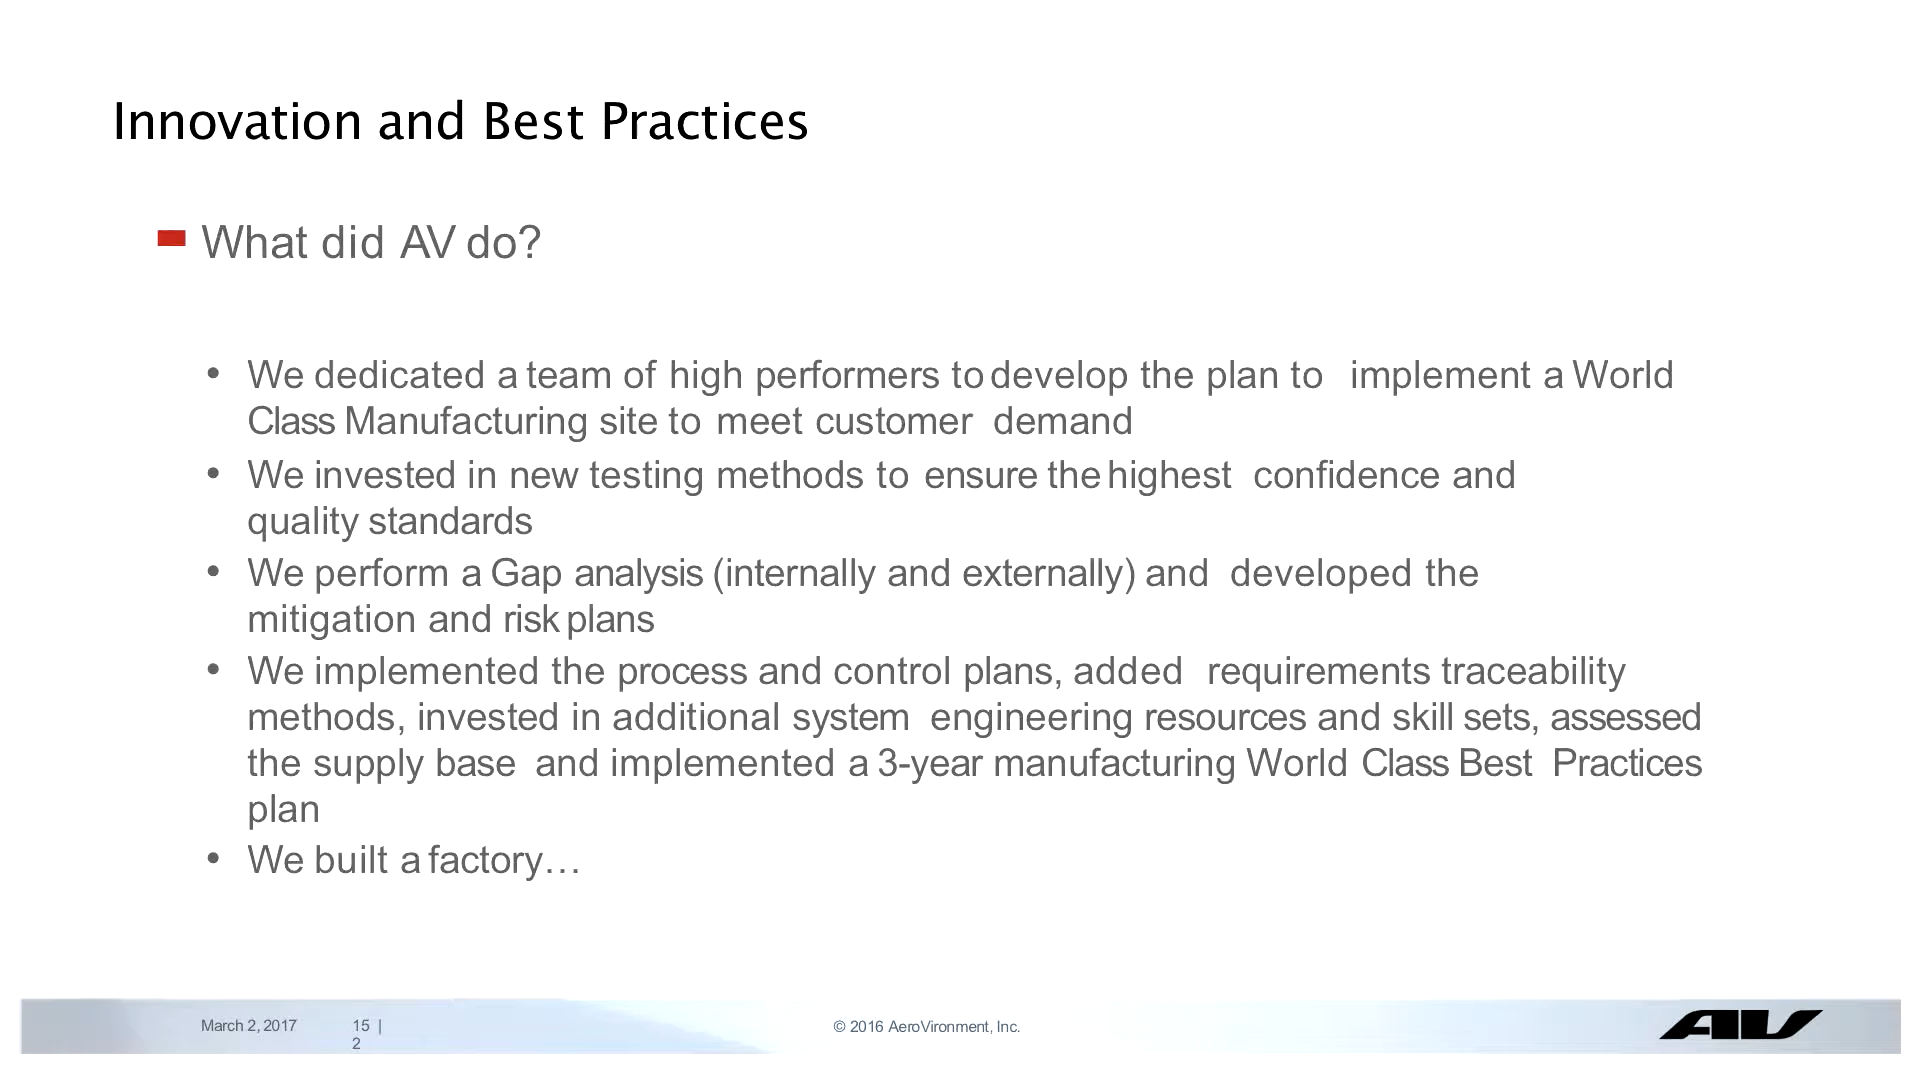 Innovation and Best Practices
What did AV do?
• We dedicated a team of high performers to develop the plan to implement a World
Class Manufacturing site to meet customer demand
• We invested in new testing methods to ensure the highest confidence and
quality standards
• We perform a Gap analysis (internally and externally) and developed the
mitigation and risk plans
• We implemented the process and control plans, added requirements traceability
methods, invested in additional system engineering resources and skill sets, assessed
the supply base and implemented a 3-year manufacturing World Class Best Practices
plan
• We built a factory…
March 2, 2017 15 | © 2016 AeroVironment, Inc. AV
2